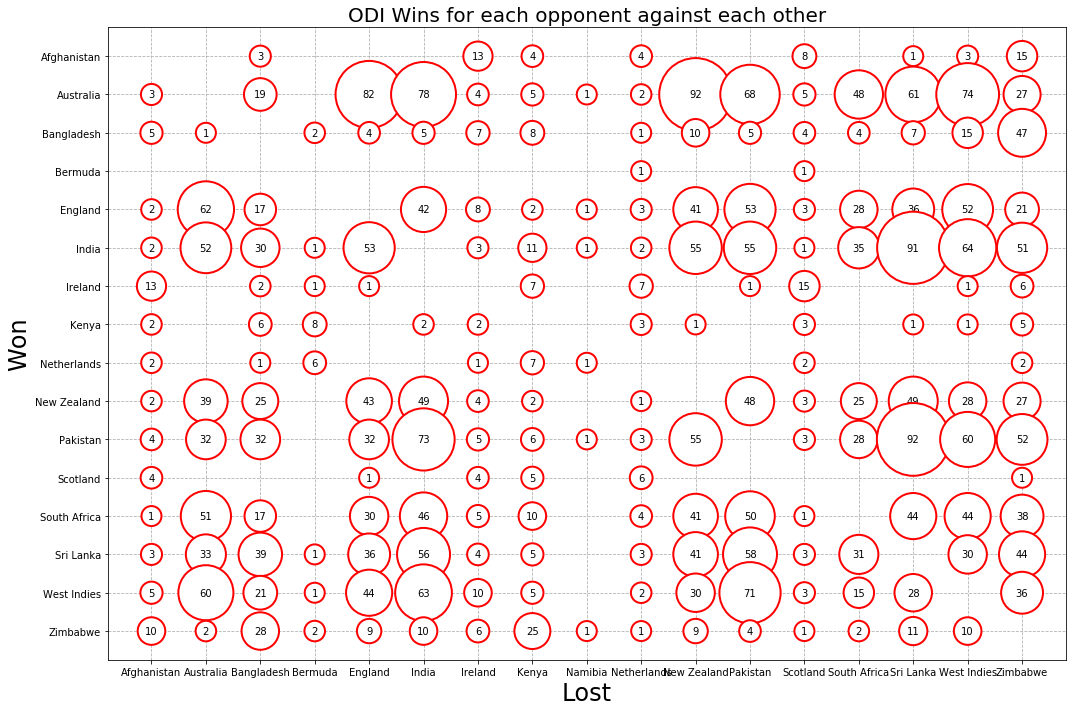 ODI Wins for each opponent against each other
Won
Afghanistan 3 13 4 4 8 1 3 15
Australia 3 19 82 78 4 5 1 2 92 68 5 48 61 74 27
Bangladesh 5 1 2 4 5 7 8 1 10 5 4 4 7 15 47
Bermuda 1 1
England 2 62 17 42 8 2 1 3 41 53 3 28 36 52 21
India 2 52 30 1 53 3 11 1 2 55 55 1 35 91 64 51
Ireland 13 2 1 1 7 7 1 15 1 6
Kenya 2 6 8 2 2 3 1 3 1 1 5
Netherlands 2 1 6 1 7 1 2 2
New Zealand 2 39 25 43 49 4 2 1 48 3 25 49 28 27
Pakistan 4 32 32 32 73 5 6 1 3 55 3 28 92 60 52
Scotland 4 1 4 5 6 1
South Africa 1 51 17 30 46 5 10 4 41 50 1 44 44 38
Sri Lanka 3 33 39 1 36 56 4 5 3 41 58 3 31 30 44
West Indies 5 60 21 1 44 63 10 5 2 30 71 3 15 28 36
Zimbabwe 10 2 28 2 9 10 6 25 1 1 9 4 1 2 11 10
Afghanistan Australia Bangladesh Bermuda England India Ireland Kenya Namibia Netherlands New Zealand Pakistan Scotland South Africa Sri Lanka West Indies Zimbabwe
Lost